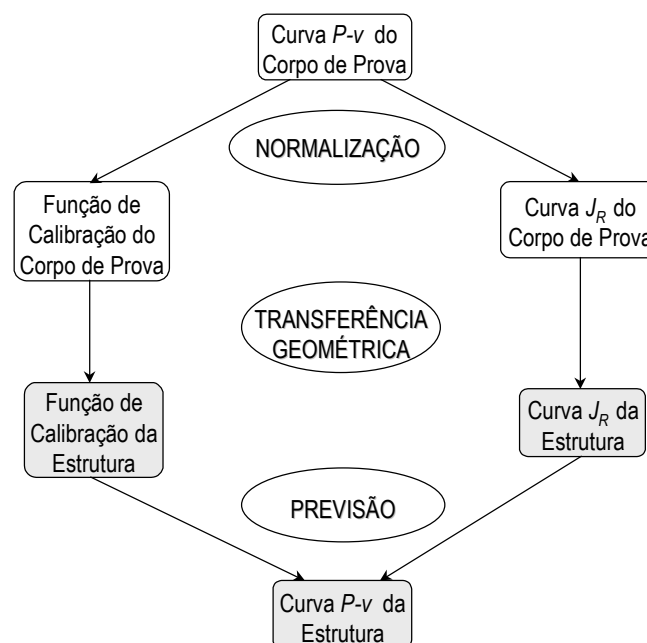 Curva P-v do
Corpo de Prova
NORMALIZAÇÃO
Função de
Calibração do
Corpo de Prova
Curva J_R do
Corpo de Prova
TRANSFERÊNCIA
GEOMÉTRICA
Função de
Calibração da
Estrutura
Curva J_R da
Estrutura
PREVISÃO
Curva P-v da
Estrutura